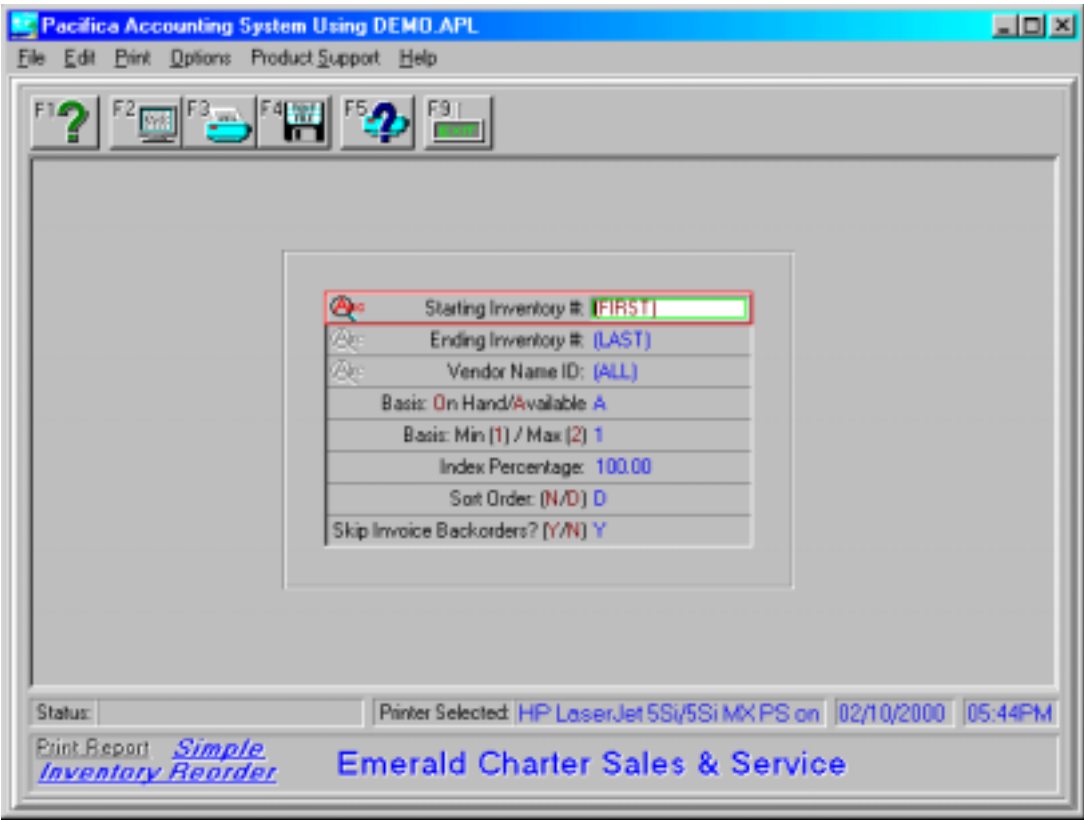 Pacifica Accounting System Using DEMO.APL
File Edit Print Options Product Support Help
F1 F2 F3 F4 F5 F9
EXIT
Starting Inventory #: (FIRST)
Ending Inventory #: (LAST)
Vendor Name ID: (ALL)
Basis: On Hand/Available A
Basis: Min (1) / Max (2) 1
Index Percentage: 100.00
Sort Order: (N/D) D
Skip Invoice Backorders? (Y/N) Y
Status: Printer Selected: HP LaserJet 5Si/5Si MX PS on 02/10/2000 05:44PM
Print Report Simple
Inventory Reorder
Emerald Charter Sales & Service